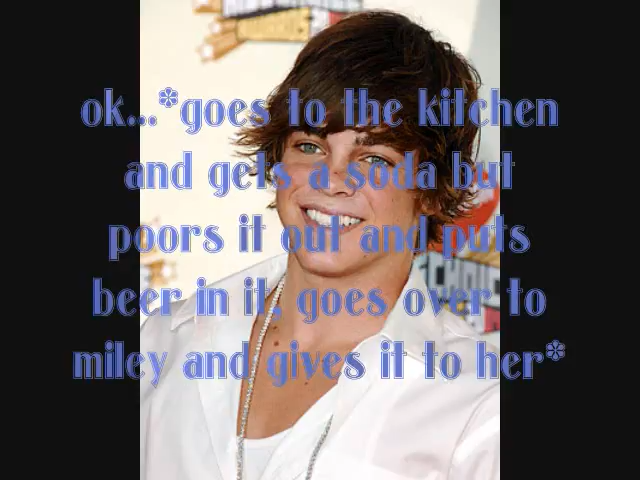 ok...*goes to the kitchen
and gets a soda but
poors it out and puts
beer in it, goes over to
miley and gives it to her*